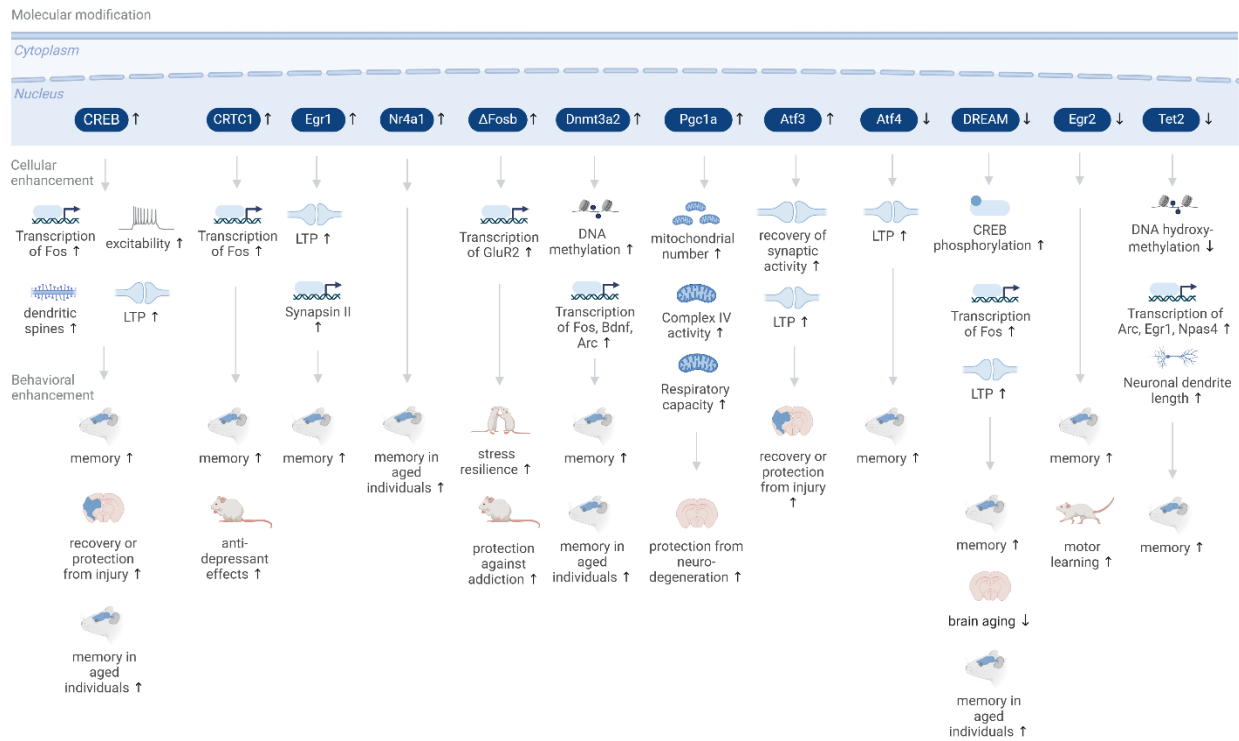 Molecular modification
Cytoplasm
Nucleus
CREB ↑
CRTC1 ↑
Egr1 ↑
Nr4a1 ↑
ΔFosb ↑
Dnmt3a2 ↑
Pgc1a ↑
Atf3 ↑
Atf4 ↓
DREAM ↓
Egr2 ↓
Tet2 ↓
Cellular
enhancement
Transcription
of Fos ↑
excitability ↑
dendritic
spines ↑
LTP ↑
Transcription
of Fos ↑
LTP ↑
Synapsin II
↑
Transcription
of GluR2 ↑
DNA
methylation ↑
Transcription
of Fos, Bdnf,
Arc ↑
mitochondrial
number ↑
Complex IV
activity ↑
Respiratory
capacity ↑
recovery of
synaptic
activity ↑
LTP ↑
LTP ↑
CREB
phosphorylation ↑
Transcription
of Fos ↑
LTP ↑
DNA hydroxy-
methylation ↓
Transcription of
Arc, Egr1, Npas4 ↑
Neuronal dendrite
length ↑
Behavioral
enhancement
memory ↑
recovery or
protection
from injury ↑
memory in
aged
individuals ↑
memory ↑
anti-
depressant
effects ↑
memory ↑
memory in
aged
individuals ↑
stress
resilience ↑
protection
against
addiction ↑
memory ↑
memory in
aged
individuals ↑
protection from
neuro-
degeneration ↑
recovery or
protection
from injury
↑
memory ↑
memory ↑
brain aging ↓
memory in
aged
individuals ↑
memory ↑
motor
learning ↑
memory ↑